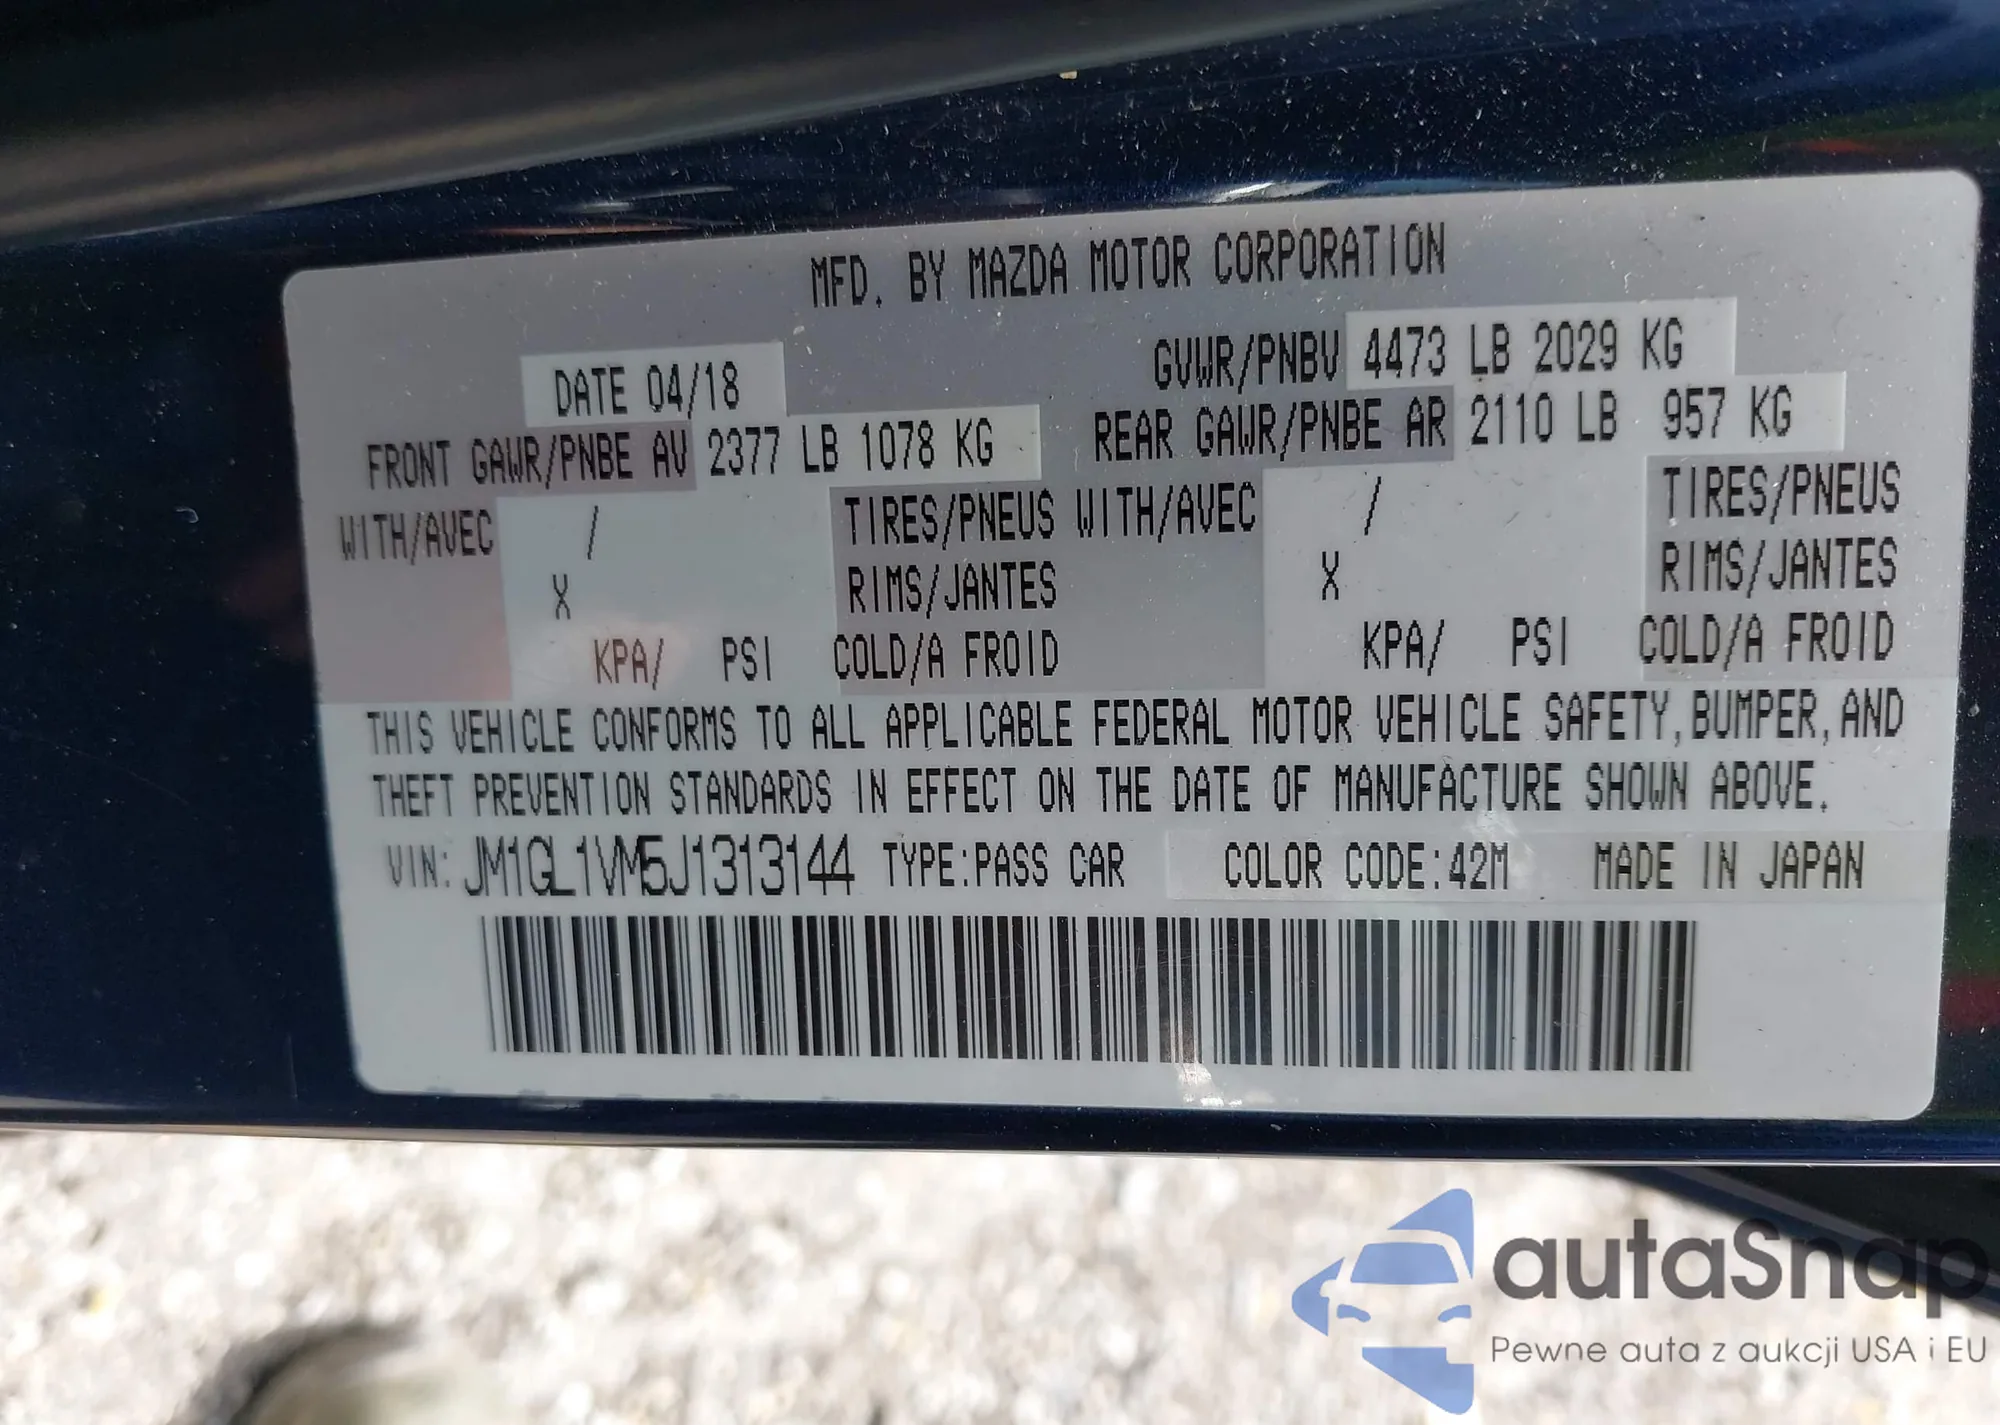 MFD. BY MAZDA MOTOR CORPORATION
DATE 04/18 GVWR/PNBV 4473 LB 2029 KG
FRONT GAWR/PNBE AV 2377 LB 1078 KG REAR GAWR/PNBE AR 2110 LB 957 KG
WITH/AVEC / TIRES/PNEUS WITH/AVEC / TIRES/PNEUS
X RIMS/JANTES X RIMS/JANTES
KPA/ PSI COLD/A FROID KPA/ PSI COLD/A FROID
THIS VEHICLE CONFORMS TO ALL APPLICABLE FEDERAL MOTOR VEHICLE SAFETY, BUMPER, AND
THEFT PREVENTION STANDARDS IN EFFECT ON THE DATE OF MANUFACTURE SHOWN ABOVE.
VIN: JM1GL1VM5J1313144 TYPE:PASS CAR COLOR CODE:42M MADE IN JAPAN
autaSnap
Pewne auta z aukcji USA i EU